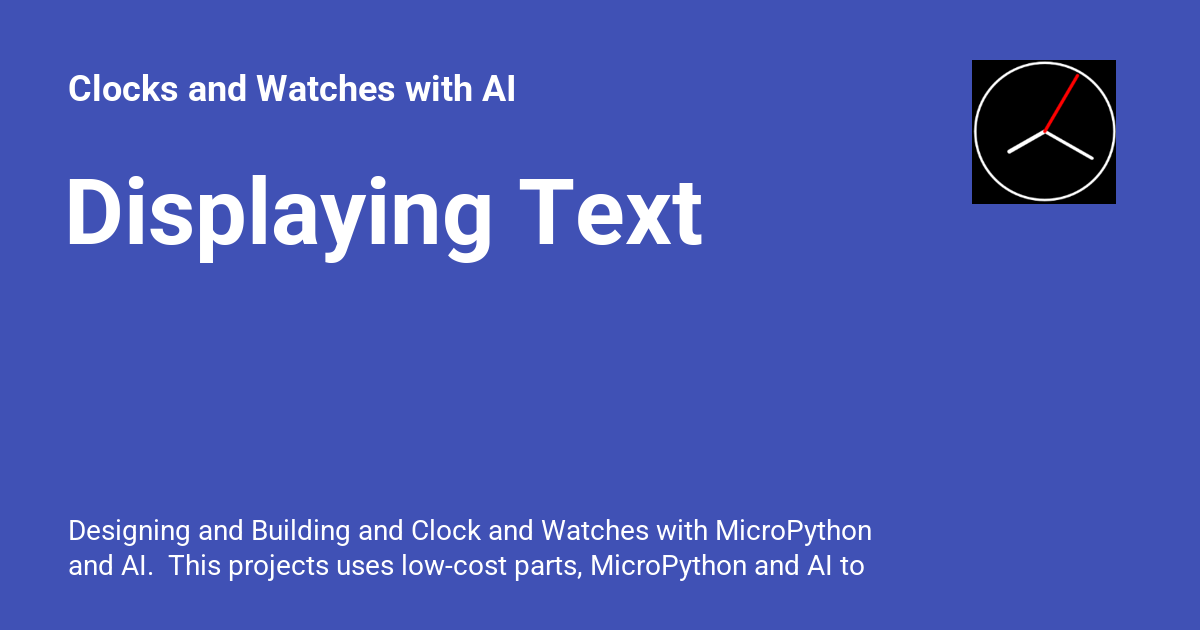 Clocks and Watches with AI
Displaying Text
Designing and Building and Clock and Watches with MicroPython
and AI.  This projects uses low-cost parts, MicroPython and AI to